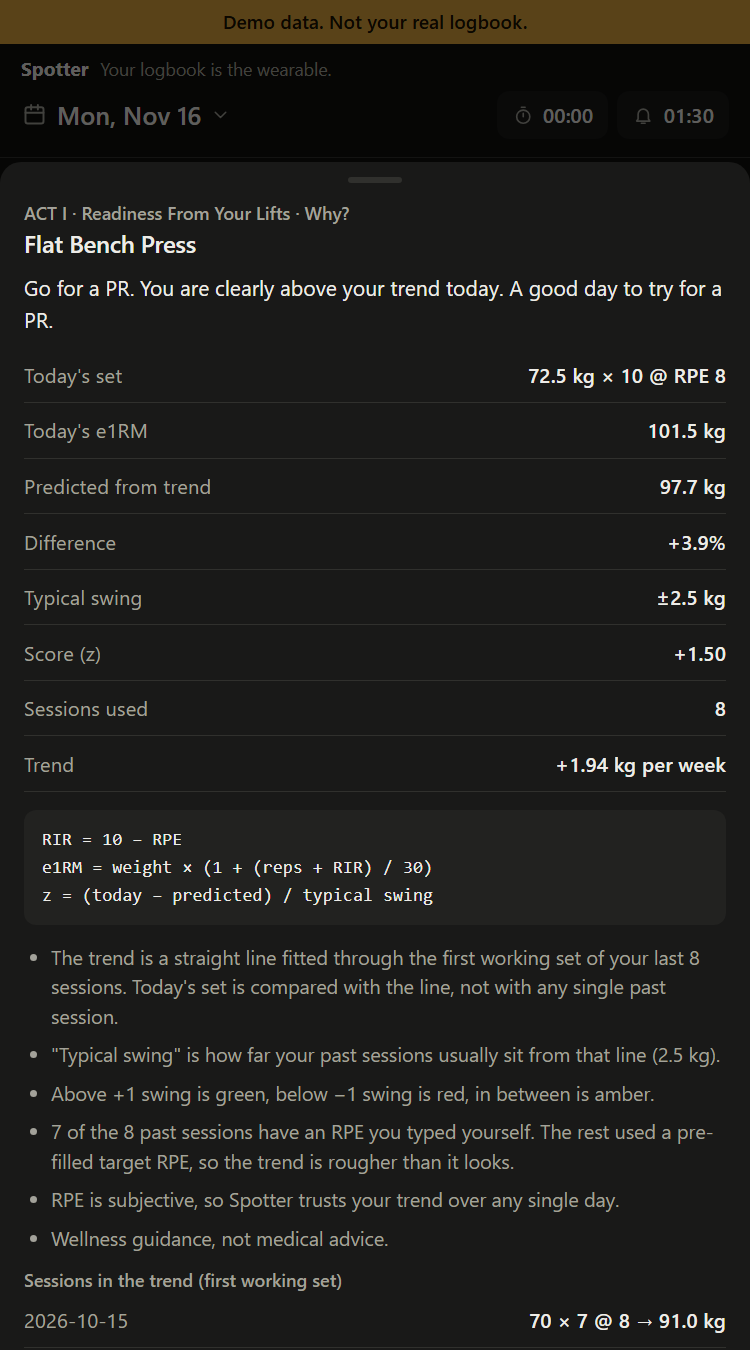 Demo data. Not your real logbook.
Spotter Your logbook is the wearable.
Mon, Nov 16 00:00 01:30
ACT I · Readiness From Your Lifts · Why?
Flat Bench Press
Go for a PR. You are clearly above your trend today. A good day to try for a
PR.
Today's set 72.5 kg × 10 @ RPE 8
Today's e1RM 101.5 kg
Predicted from trend 97.7 kg
Difference +3.9%
Typical swing ±2.5 kg
Score (z) +1.50
Sessions used 8
Trend +1.94 kg per week
RIR = 10 − RPE
e1RM = weight × (1 + (reps + RIR) / 30)
z = (today − predicted) / typical swing
• The trend is a straight line fitted through the first working set of your last 8
sessions. Today's set is compared with the line, not with any single past
session.
• "Typical swing" is how far your past sessions usually sit from that line (2.5 kg).
• Above +1 swing is green, below −1 swing is red, in between is amber.
• 7 of the 8 past sessions have an RPE you typed yourself. The rest used a pre-
filled target RPE, so the trend is rougher than it looks.
• RPE is subjective, so Spotter trusts your trend over any single day.
• Wellness guidance, not medical advice.
Sessions in the trend (first working set)
2026-10-15 70 × 7 @ 8 → 91.0 kg